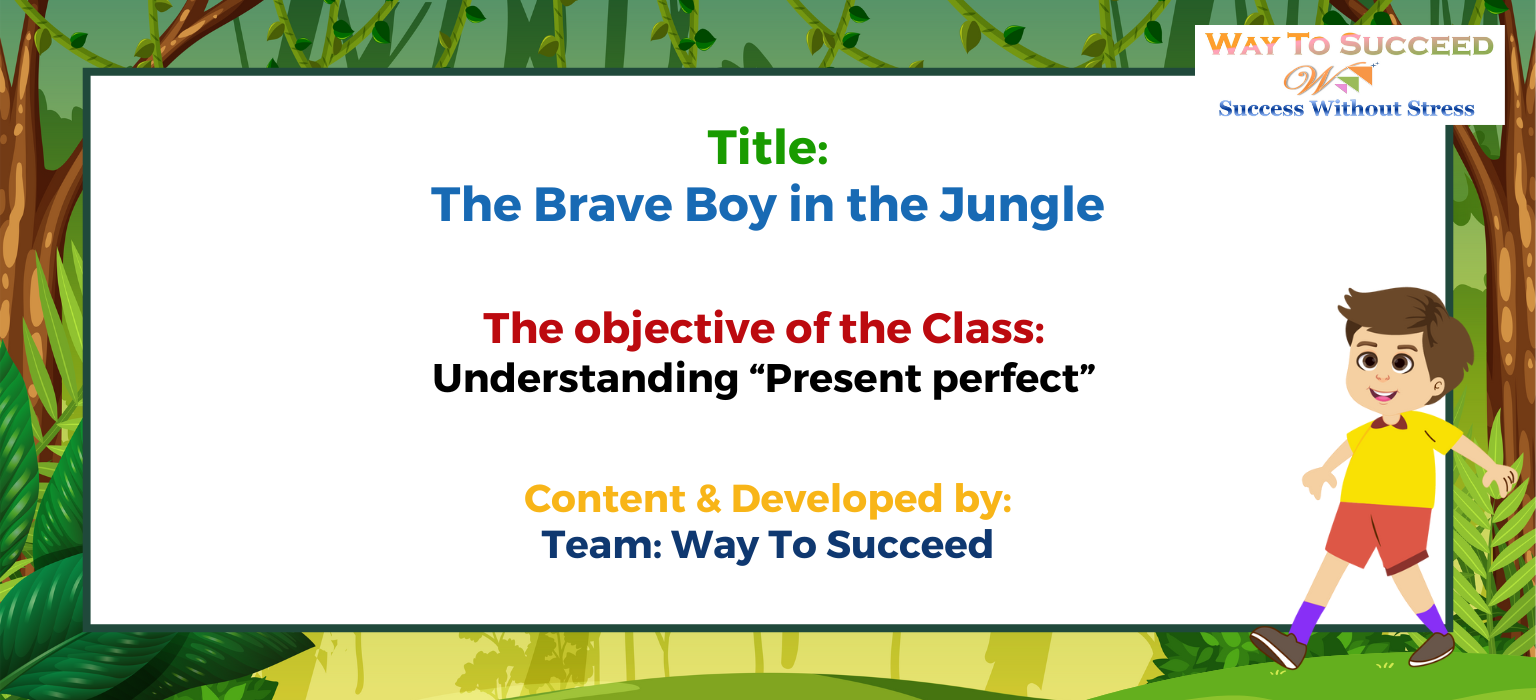 WAY TO SUCCEED
W
Success Without Stress
Title:
The Brave Boy in the Jungle
The objective of the Class:
Understanding “Present perfect”
Content & Developed by:
Team: Way To Succeed